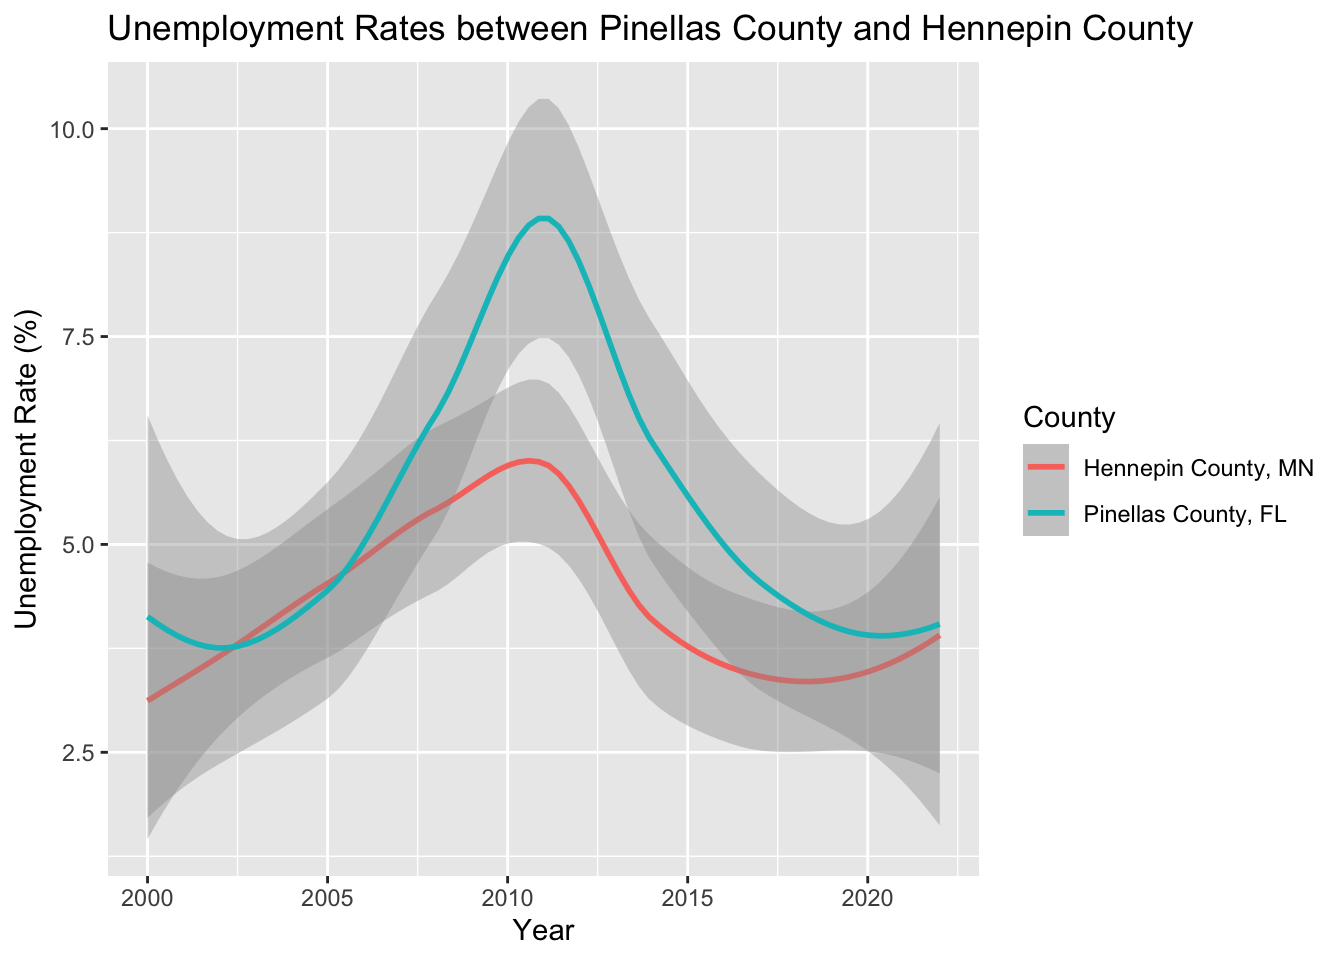 Unemployment Rates between Pinellas County and Hennepin County
Unemployment Rate (%)
10.0
7.5
5.0
2.5
2000 2005 2010 2015 2020
Year
County
Hennepin County, MN
Pinellas County, FL